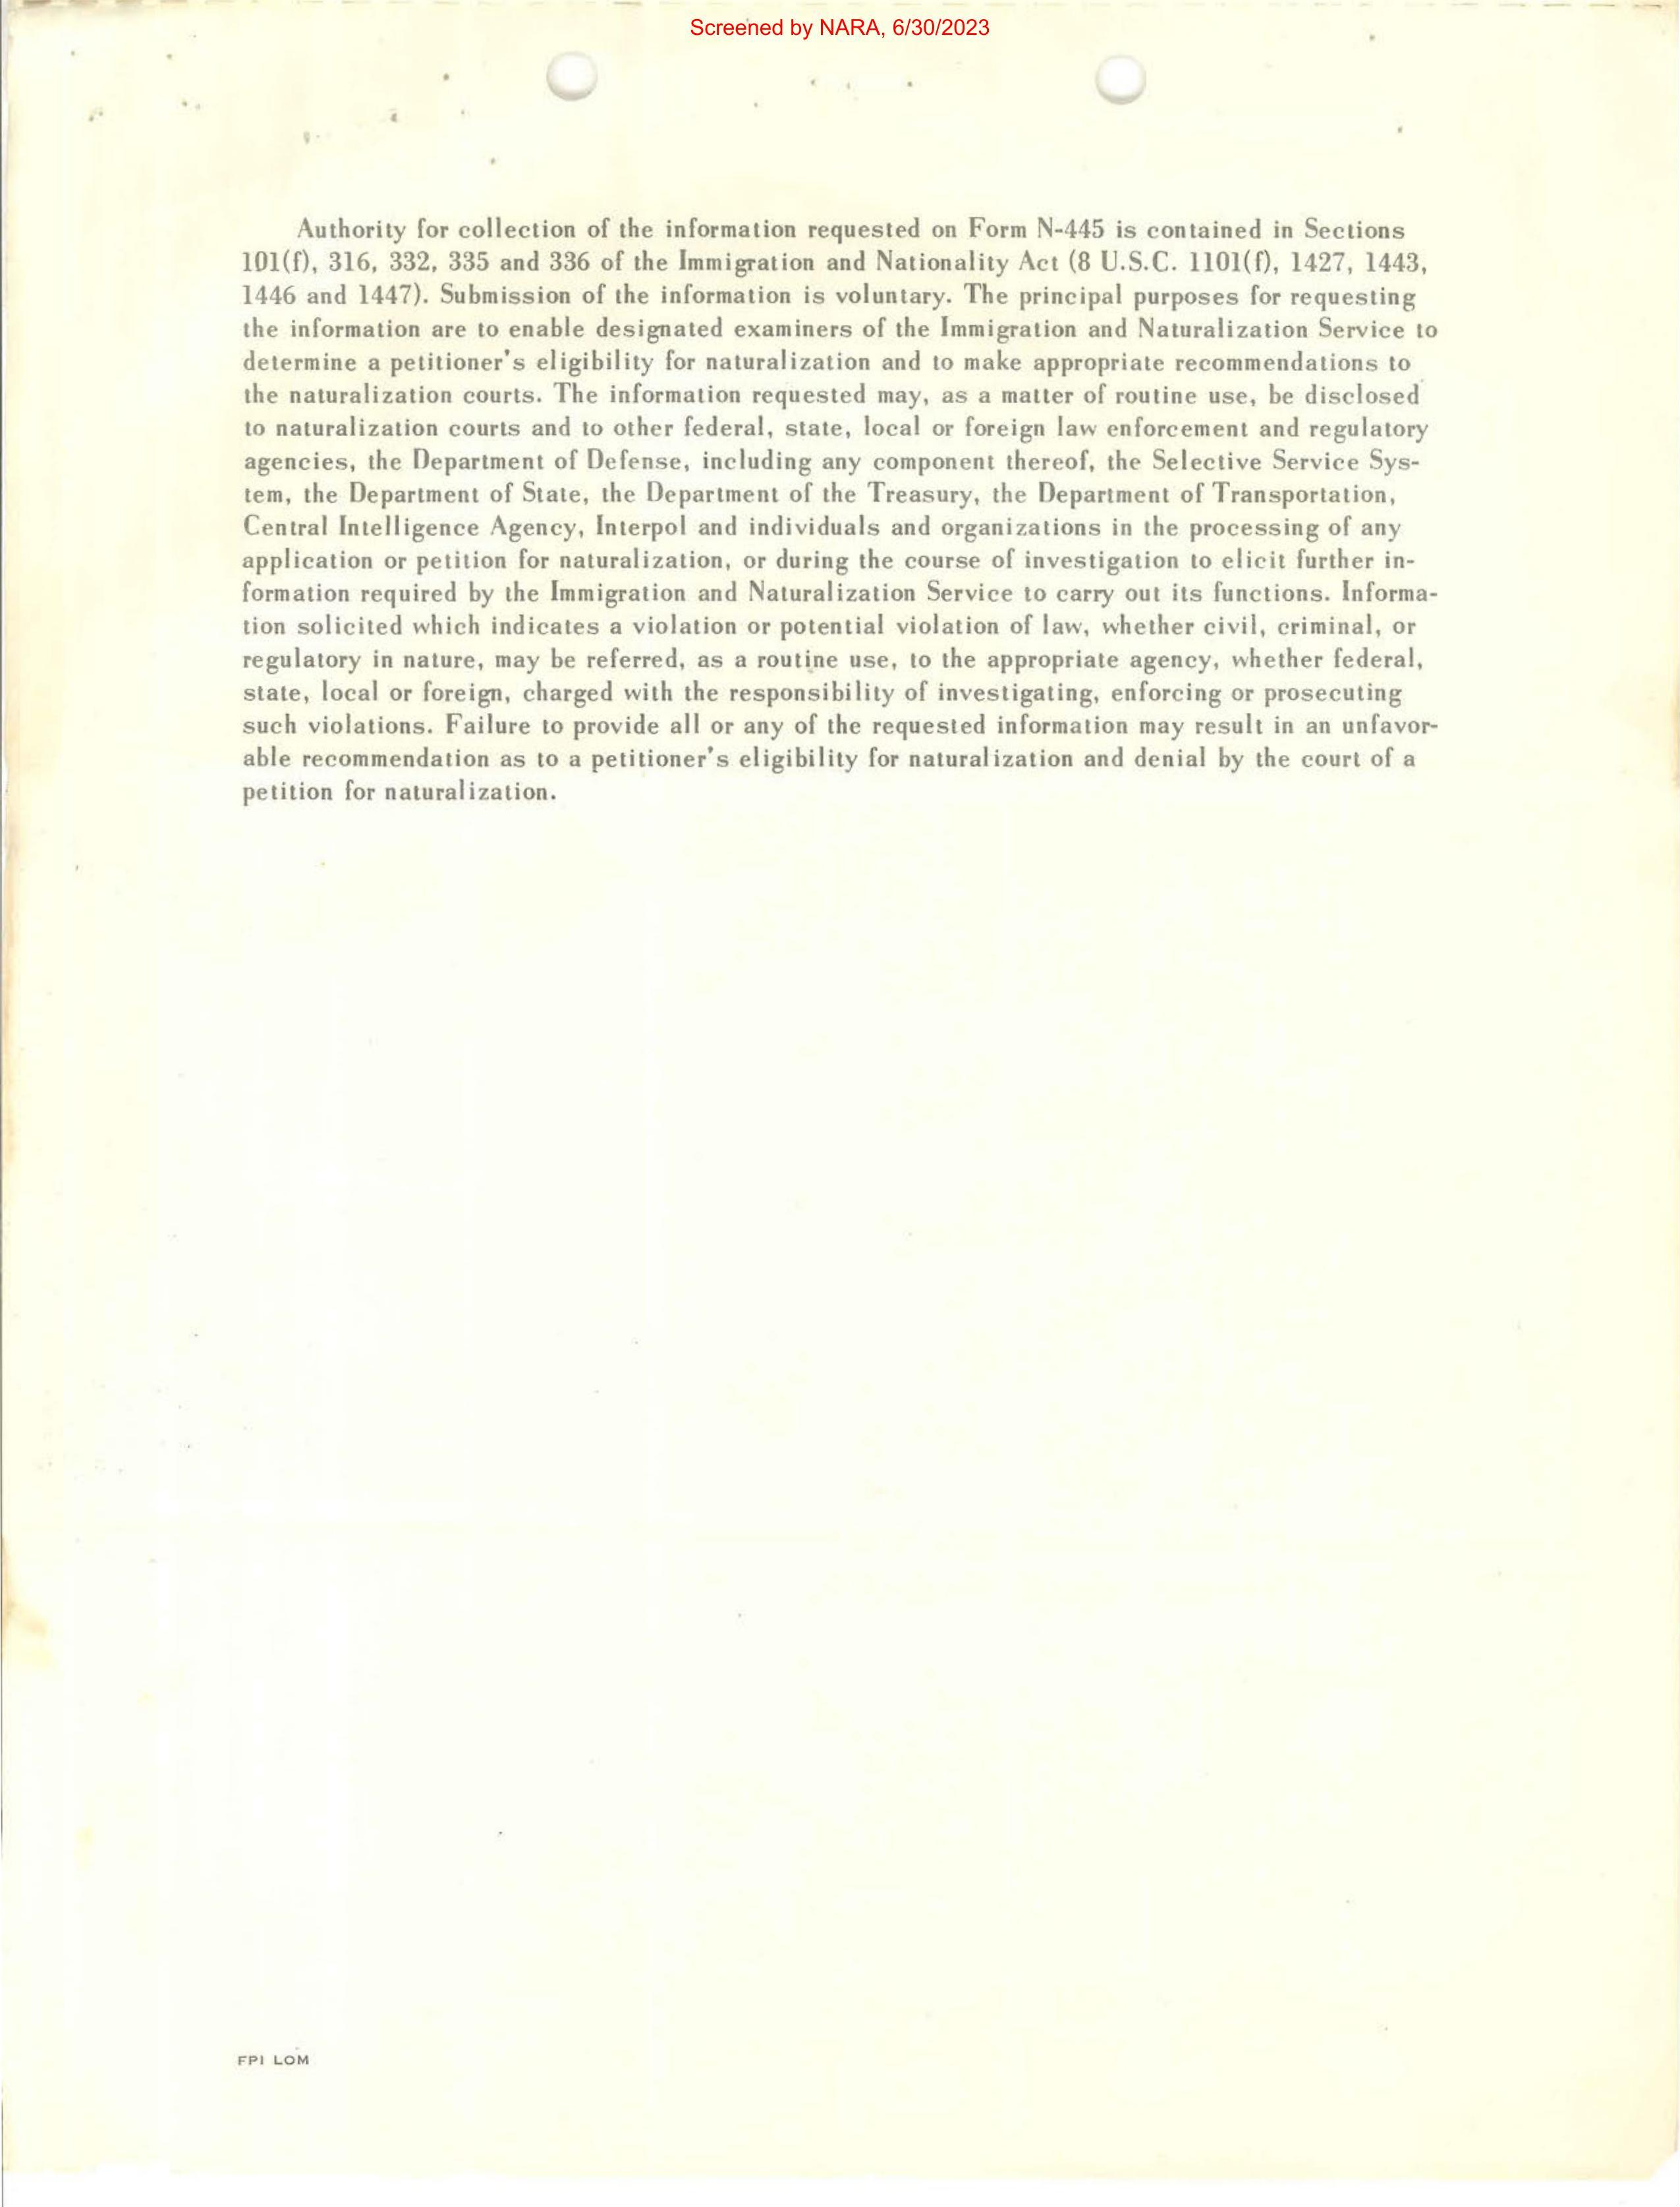 Screened by NARA, 6/30/2023
Authority for collection of the information requested on Form N-445 is contained in Sections
101(f), 316, 332, 335 and 336 of the Immigration and Nationality Act (8 U.S.C. 1101(f), 1427, 1443,
1446 and 1447). Submission of the information is voluntary. The principal purposes for requesting
the information are to enable designated examiners of the Immigration and Naturalization Service to
determine a petitioner's eligibility for naturalization and to make appropriate recommendations to
the naturalization courts. The information requested may, as a matter of routine use, be disclosed
to naturalization courts and to other federal, state, local or foreign law enforcement and regulatory
agencies, the Department of Defense, including any component thereof, the Selective Service Sys-
tem, the Department of State, the Department of the Treasury, the Department of Transportation,
Central Intelligence Agency, Interpol and individuals and organizations in the processing of any
application or petition for naturalization, or during the course of investigation to elicit further in-
formation required by the Immigration and Naturalization Service to carry out its functions. Informa-
tion solicited which indicates a violation or potential violation of law, whether civil, criminal, or
regulatory in nature, may be referred, as a routine use, to the appropriate agency, whether federal,
state, local or foreign, charged with the responsibility of investigating, enforcing or prosecuting
such violations. Failure to provide all or any of the requested information may result in an unfavor-
able recommendation as to a petitioner's eligibility for naturalization and denial by the court of a
petition for naturalization.
FPI LOM